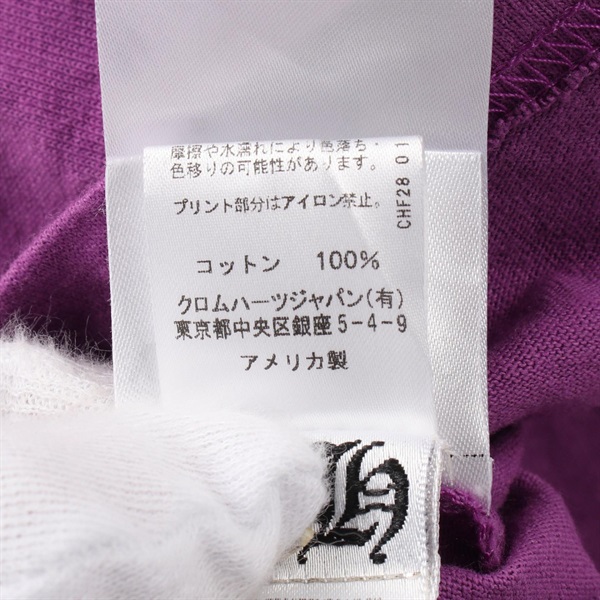 摩擦や水濡れにより色落ち・
色移りの可能性があります。
プリント部分はアイロン禁止。
CHF28 01
コットン 100%
クロムハーツジャパン(有)
東京都中央区銀座5-4-9
アメリカ製
H